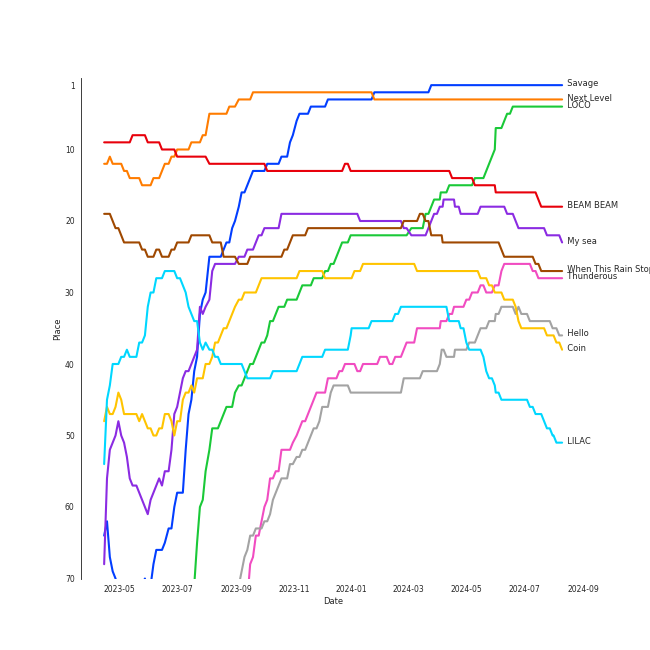 1
10
20
30
40
50
60
70
Place
2023-05
2023-07
2023-09
2023-11
2024-01
2024-03
2024-05
2024-07
2024-09
Date
Savage
Next Level
LOCO
BEAM BEAM
My sea
When This Rain Stop
Thunderous
Hello
Coin
LILAC